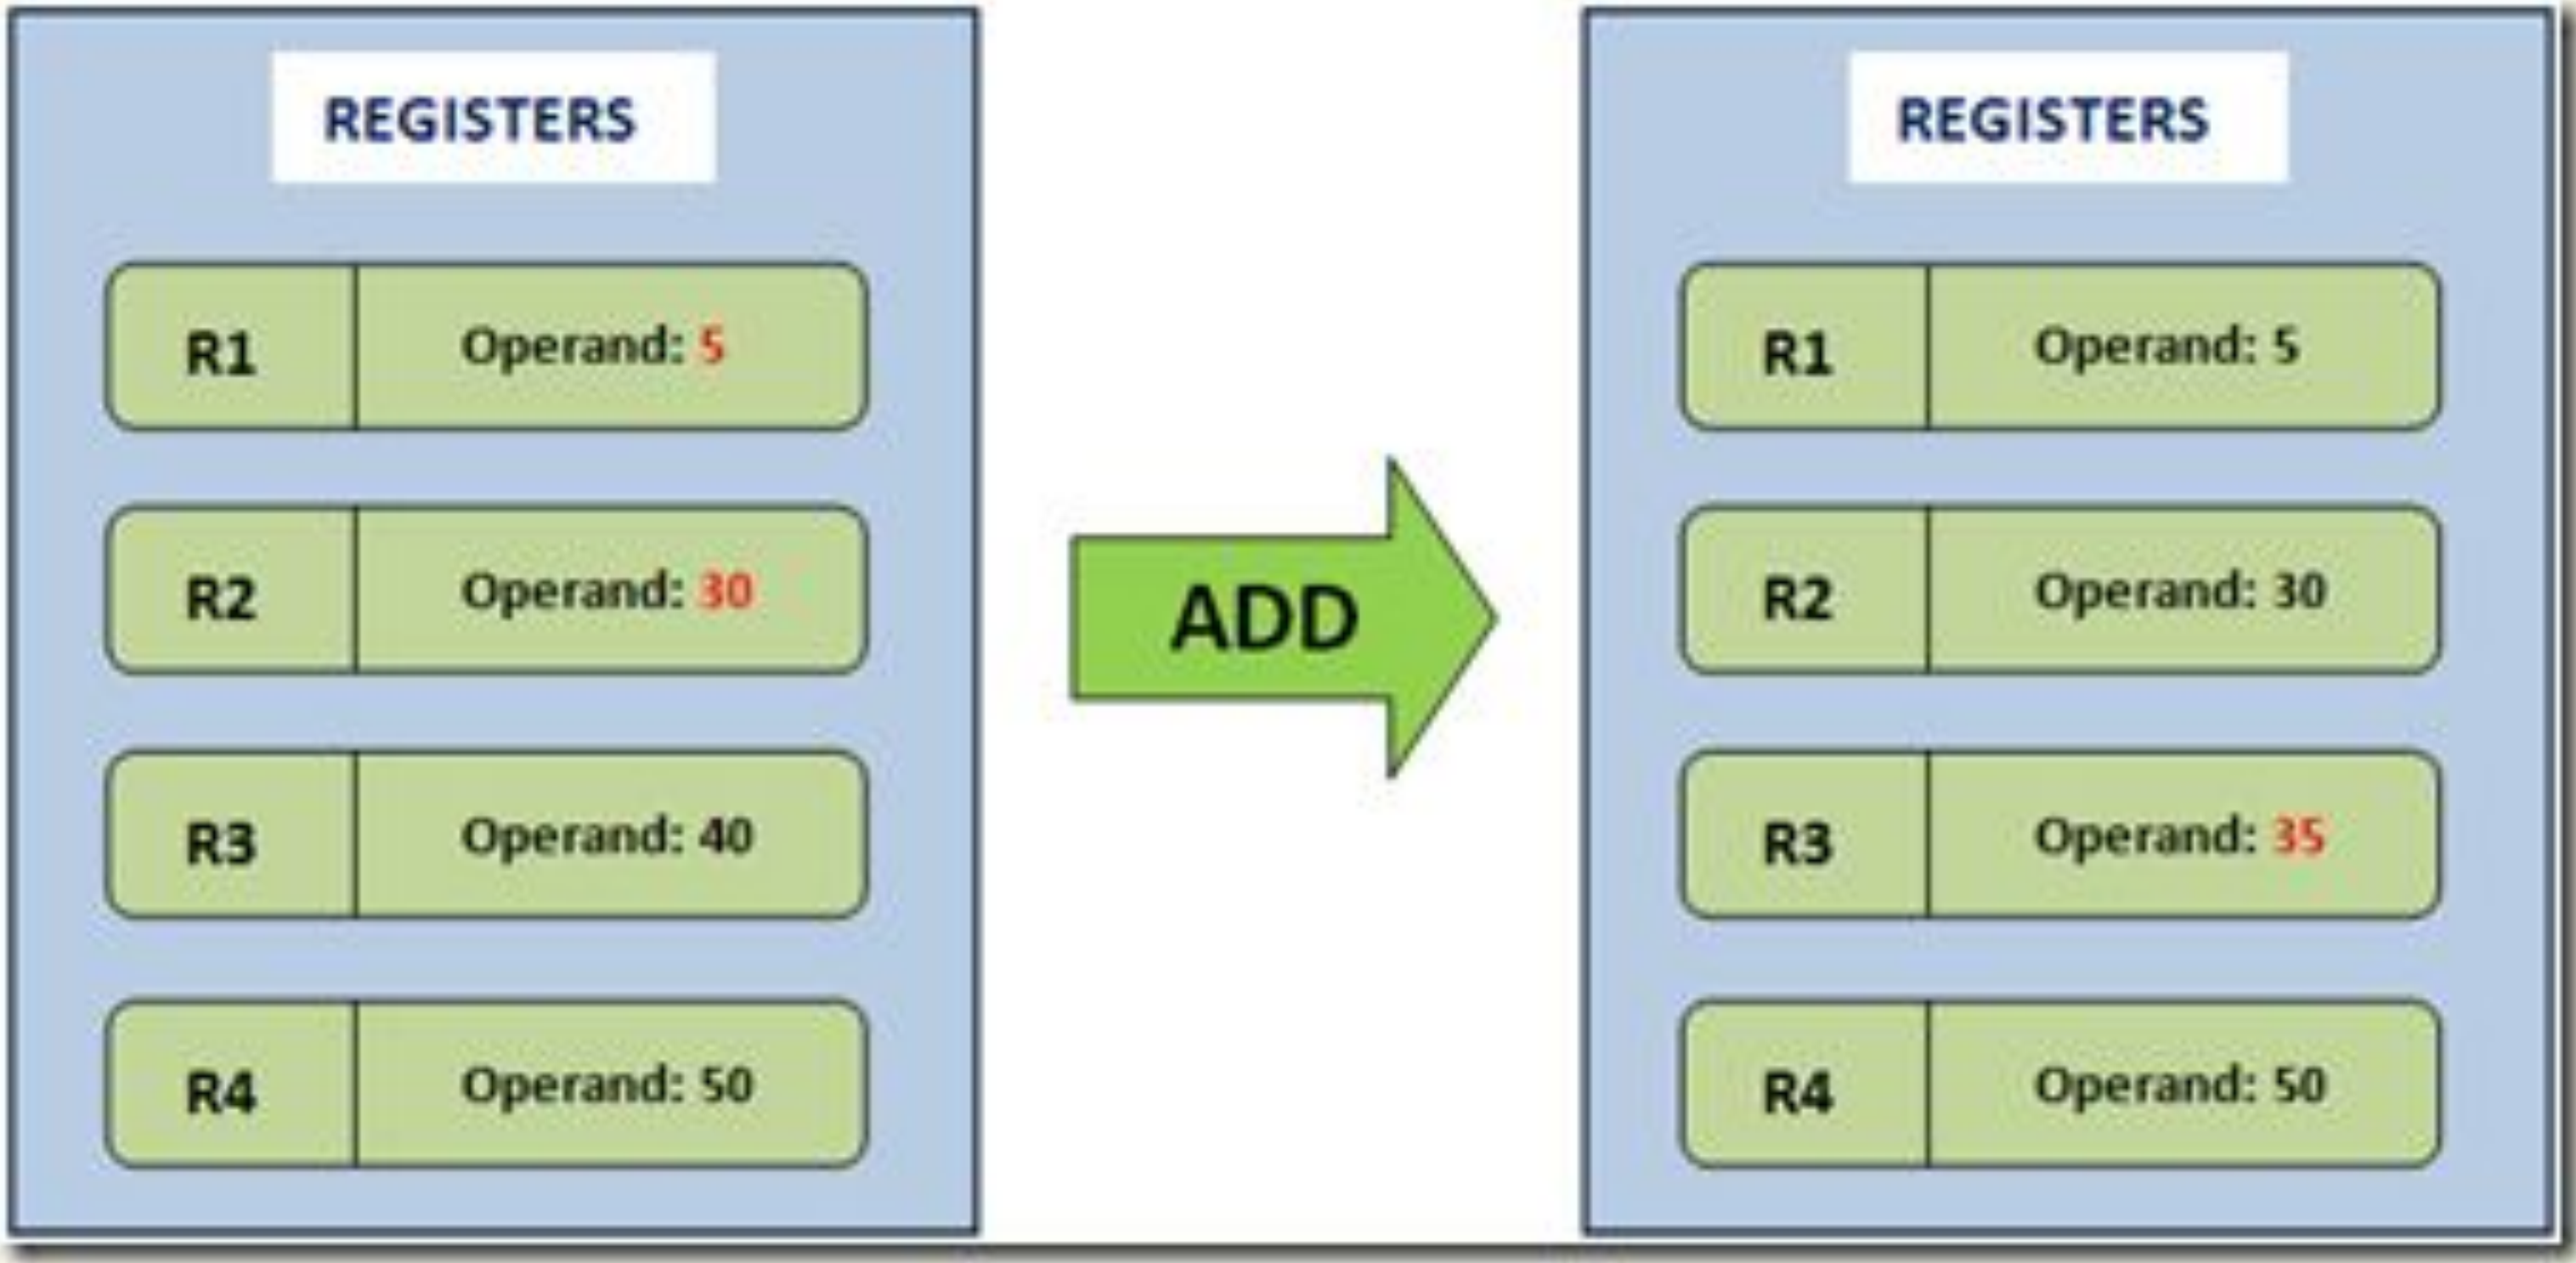 REGISTERS
R1 Operand: 5
R2 Operand: 30
R3 Operand: 40
R4 Operand: 50
ADD
REGISTERS
R1 Operand: 5
R2 Operand: 30
R3 Operand: 35
R4 Operand: 50